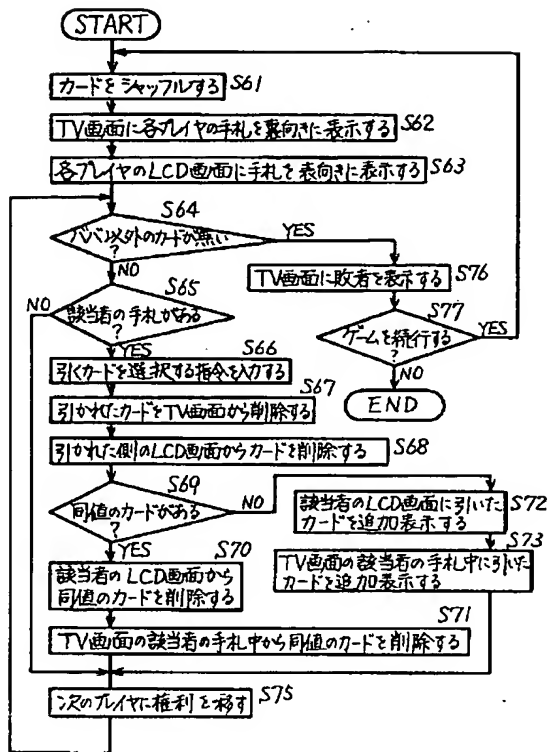 START
カードをシャッフルする S61
TV画面に各プレイヤの手札を裏向きに表示する S62
各プレイヤのLCD画面に手札を表向きに表示する S63
S64
ババ以外のカードが無い
?
YES
NO
S65
NO
該当者の手札がある
?
YES
S66
引くカードを選択する指令を入力する
S67
引かれたカードをTV画面から削除する
引かれた側のLCD画面からカードを削除する S68
S69
同値のカードがある
?
NO
YES
S70
該当者のLCD画面から
同値のカードを削除する
S71
TV画面の該当者の手札中から同値のカードを削除する
該当者のLCD画面に引いた
カードを追加表示する
S72
S73
TV画面の該当者の手札中に引いた
カードを追加表示する
次のプレイヤに権利を移す S75
TV画面に敗者を表示する S76
S77
ゲームを続行する
?
YES
NO
END